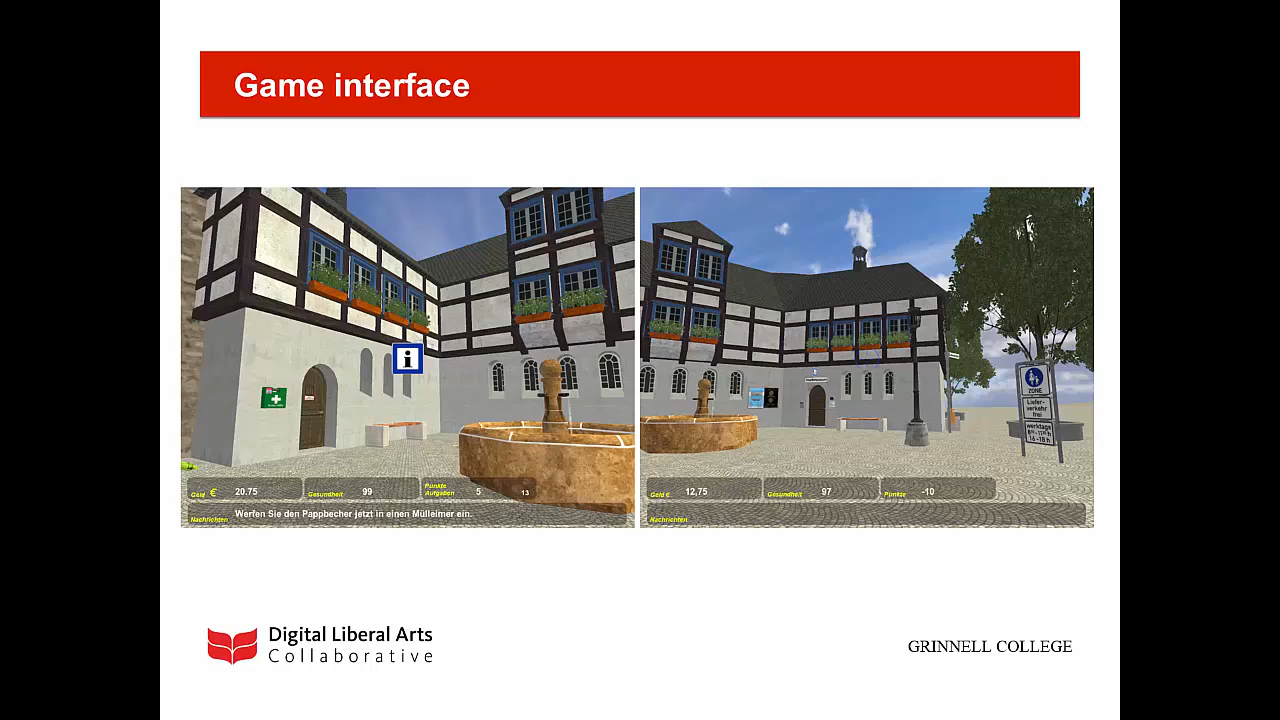 Game interface
i
Geld € 20.75
Gesundheit 99
Punkte
Aufgaben 5 13
Nachrichten Werfen Sie den Pappbecher jetzt in einen Mülleimer ein.
ZONE
Liefer-
verkehr
frei
werktags
16 - 18 h
Geld € 12,75
Gesundheit 97
Punkte -10
Nachrichten
Digital Liberal Arts
Collaborative
GRINNELL COLLEGE